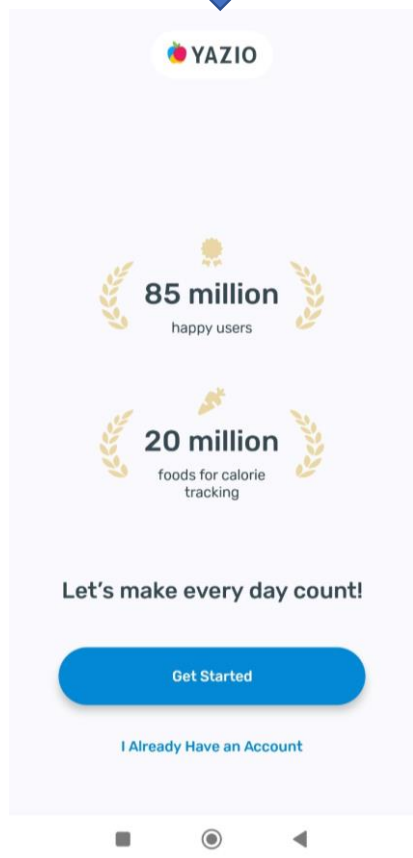 YAZIO
85 million
happy users
20 million
foods for calorie
tracking
Let's make every day count!
Get Started
I Already Have an Account